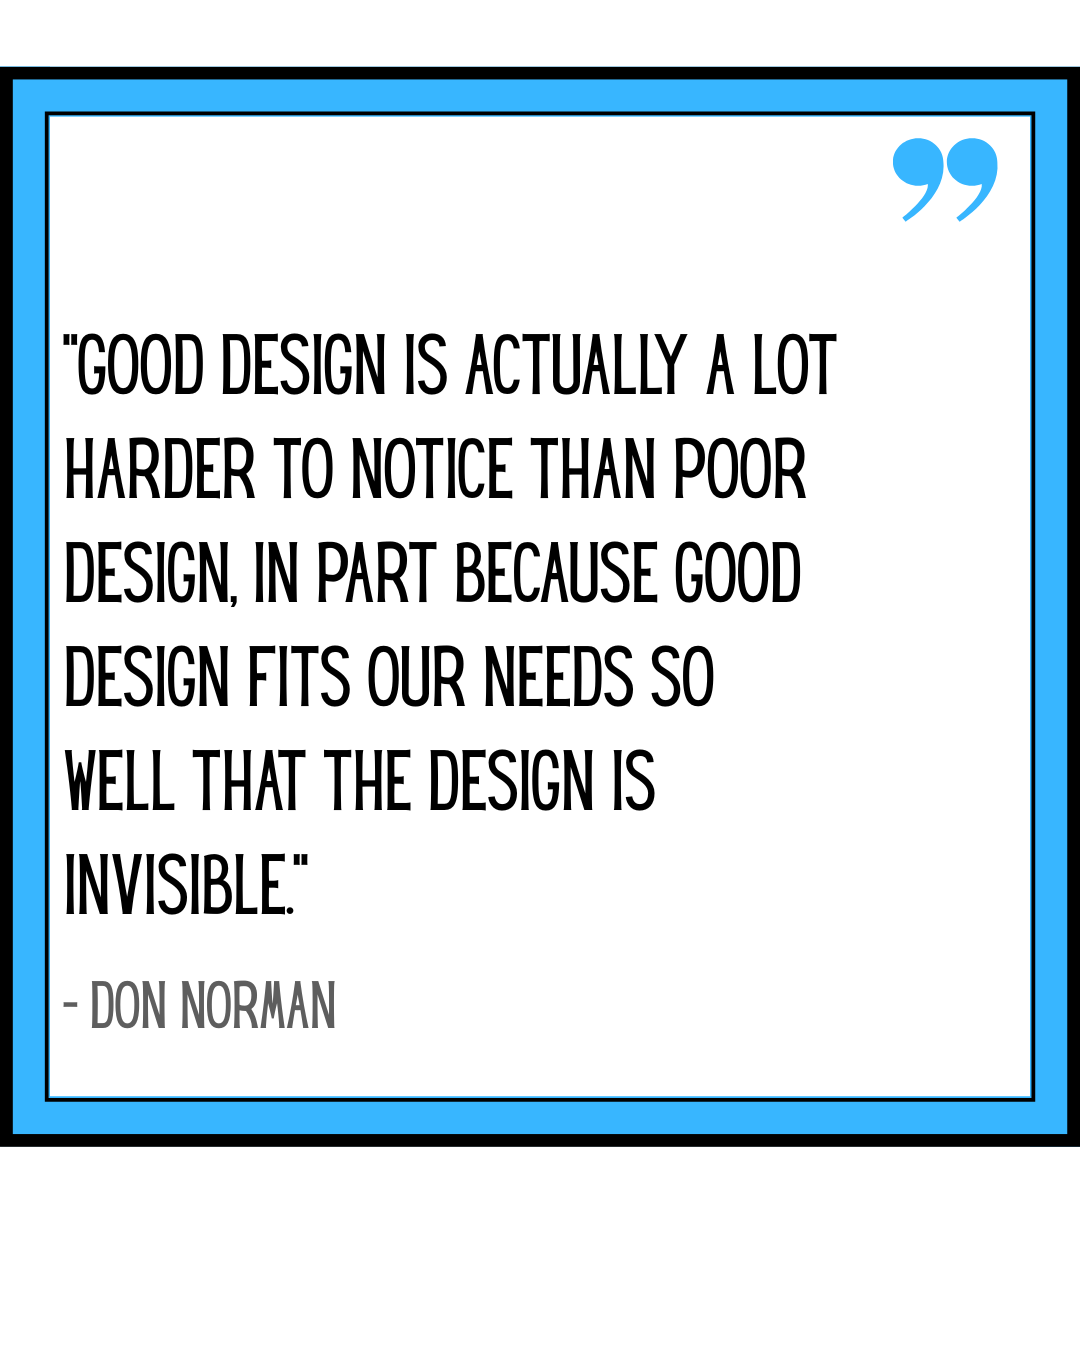 ”
"GOOD DESIGN IS ACTUALLY A LOT
HARDER TO NOTICE THAN POOR
DESIGN, IN PART BECAUSE GOOD
DESIGN FITS OUR NEEDS SO
WELL THAT THE DESIGN IS
INVISIBLE."
- DON NORMAN